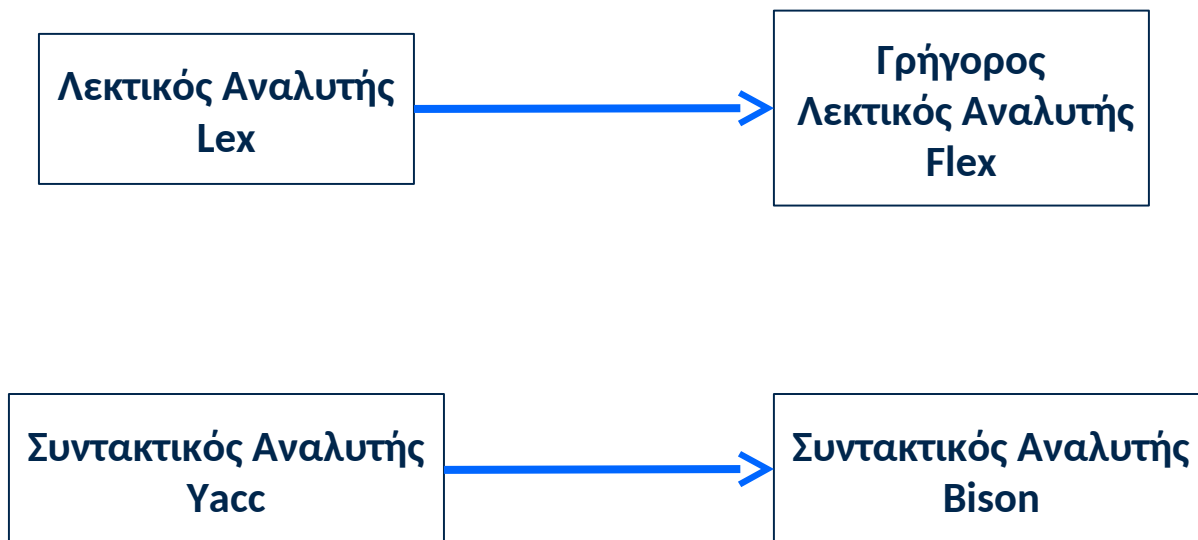 Λεκτικός Αναλυτής
Lex
Γρήγορος
Λεκτικός Αναλυτής
Flex
Συντακτικός Αναλυτής
Yacc
Συντακτικός Αναλυτής
Bison